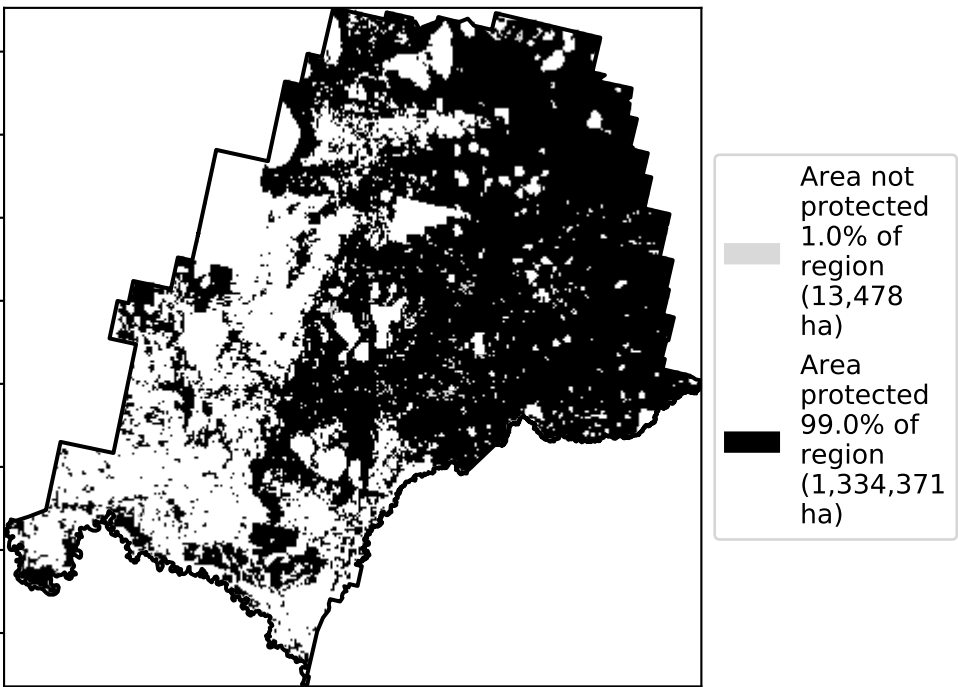 Area not
protected
1.0% of
region
(13,478
ha)
Area
protected
99.0% of
region
(1,334,371
ha)